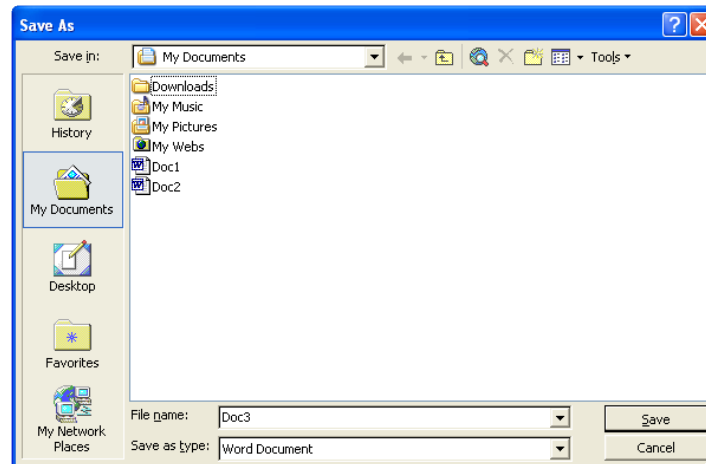 Save As
Save in:
My Documents
Tools
History
My Documents
Desktop
Favorites
My Network
Places
Downloads
My Music
My Pictures
My Webs
Doc1
Doc2
File name:
Doc3
Save
Save as type:
Word Document
Cancel